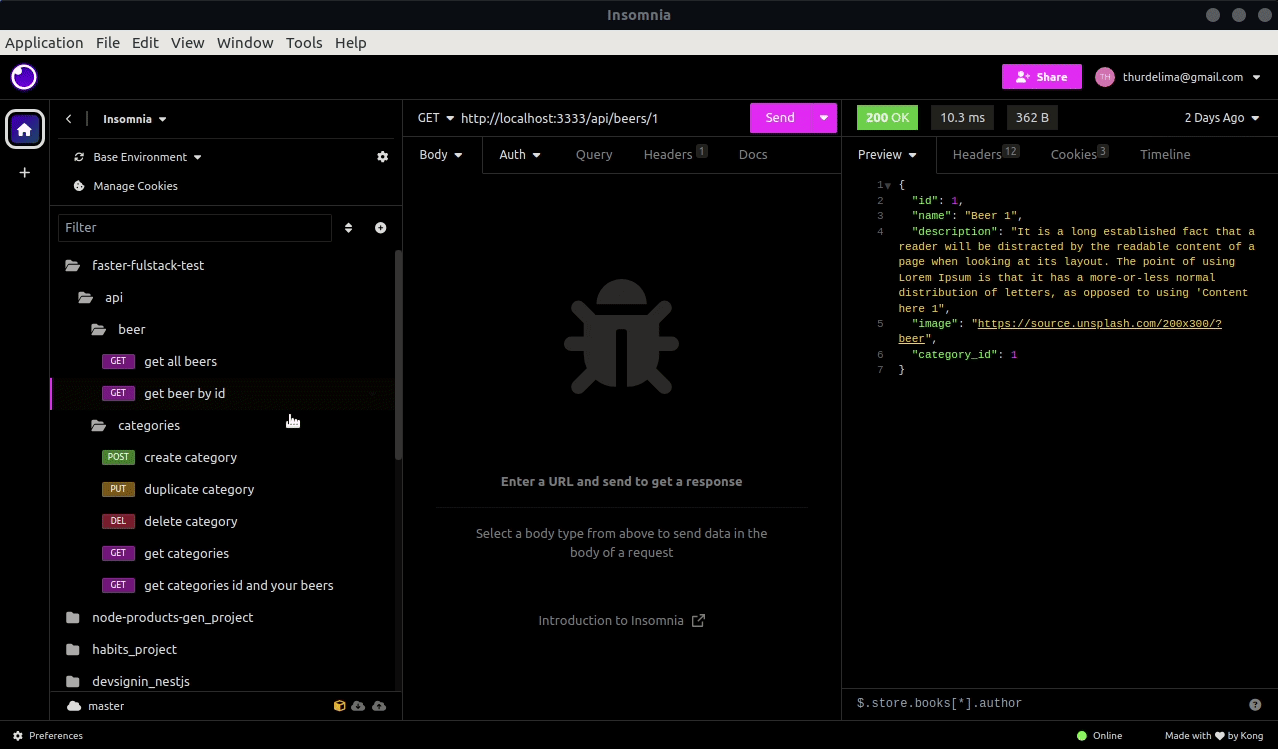 Insomnia
Application File Edit View Window Tools Help
Share
TH
thurdelima@gmail.com
Insomnia
GET http://localhost:3333/api/beers/1
Send
200 OK
10.3 ms
362 B
2 Days Ago
Base Environment
Manage Cookies
Body
Auth
Query
Headers 1
Docs
Preview
Headers 12
Cookies 3
Timeline
Filter
faster-fulstack-test
api
beer
GET get all beers
GET get beer by id
categories
POST create category
PUT duplicate category
DEL delete category
GET get categories
GET get categories id and your beers
node-products-gen_project
habits_project
devsignin_nestjs
master
Enter a URL and send to get a response
Select a body type from above to send data in the
body of a request
Introduction to Insomnia
1 {
2 "id": 1,
3 "name": "Beer 1",
4 "description": "It is a long established fact that a
reader will be distracted by the readable content of a
page when looking at its layout. The point of using
Lorem Ipsum is that it has a more-or-less normal
distribution of letters, as opposed to using 'Content
here 1",
5 "image": "https://source.unsplash.com/200x300/?
beer",
6 "category_id": 1
7 }
$.store.books[*].author
?
Preferences
Online
Made with ❤ by Kong